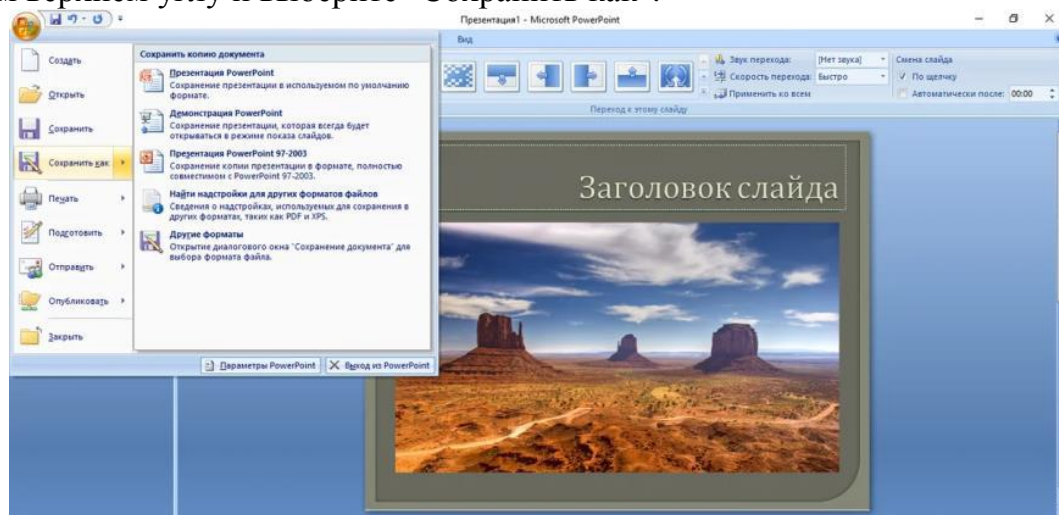 м верхнем углу и выберите "Сохранить как".
Презентация1 - Microsoft PowerPoint
Вид
Создать
Открыть
Сохранить
Сохранить как
Печать
Подготовить
Отправить
Опубликовать
Закрыть
Сохранить копию документа
Презентация PowerPoint
Сохранение презентации в используемом по умолчанию
формате.
Демонстрация PowerPoint
Сохранение презентации, которая всегда будет
открываться в режиме показа слайдов.
Презентация PowerPoint 97-2003
Сохранение копии презентации в формате, полностью
совместимом с PowerPoint 97-2003.
Найти надстройки для других форматов файлов
Сведения о надстройках, используемых для сохранения в
других форматах, таких как PDF и XPS.
Другие форматы
Открытие диалогового окна "Сохранение документа" для
выбора формата файла.
Параметры PowerPoint
Выход из PowerPoint
Звук перехода: [Нет звука]
Скорость перехода: Быстро
Применить ко всем
Переход к этому слайду
Смена слайда
По щелчку
Автоматически после: 00:00
Заголовок слайда